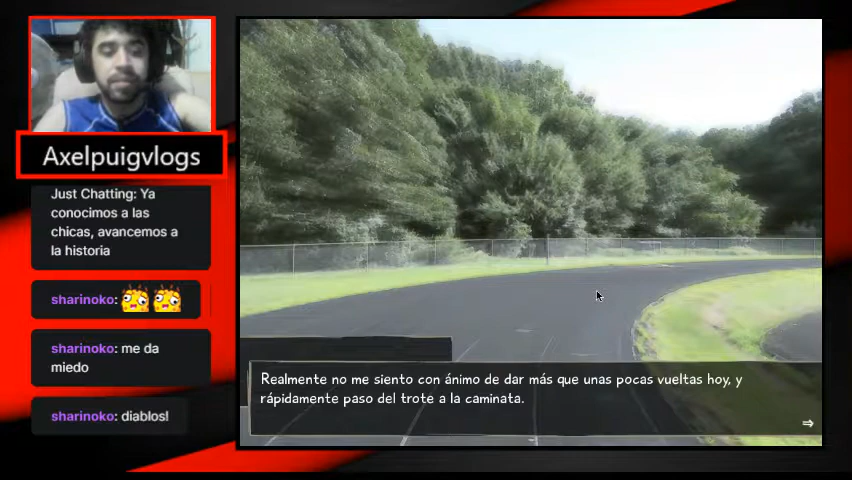 Axelpuigvlogs
Just Chatting: Ya
conocimos a las
chicas, avancemos a
la historia
sharinoko:
sharinoko: me da
miedo
sharinoko: diablos!
Realmente no me siento con ánimo de dar más que unas pocas vueltas hoy, y
rápidamente paso del trote a la caminata.